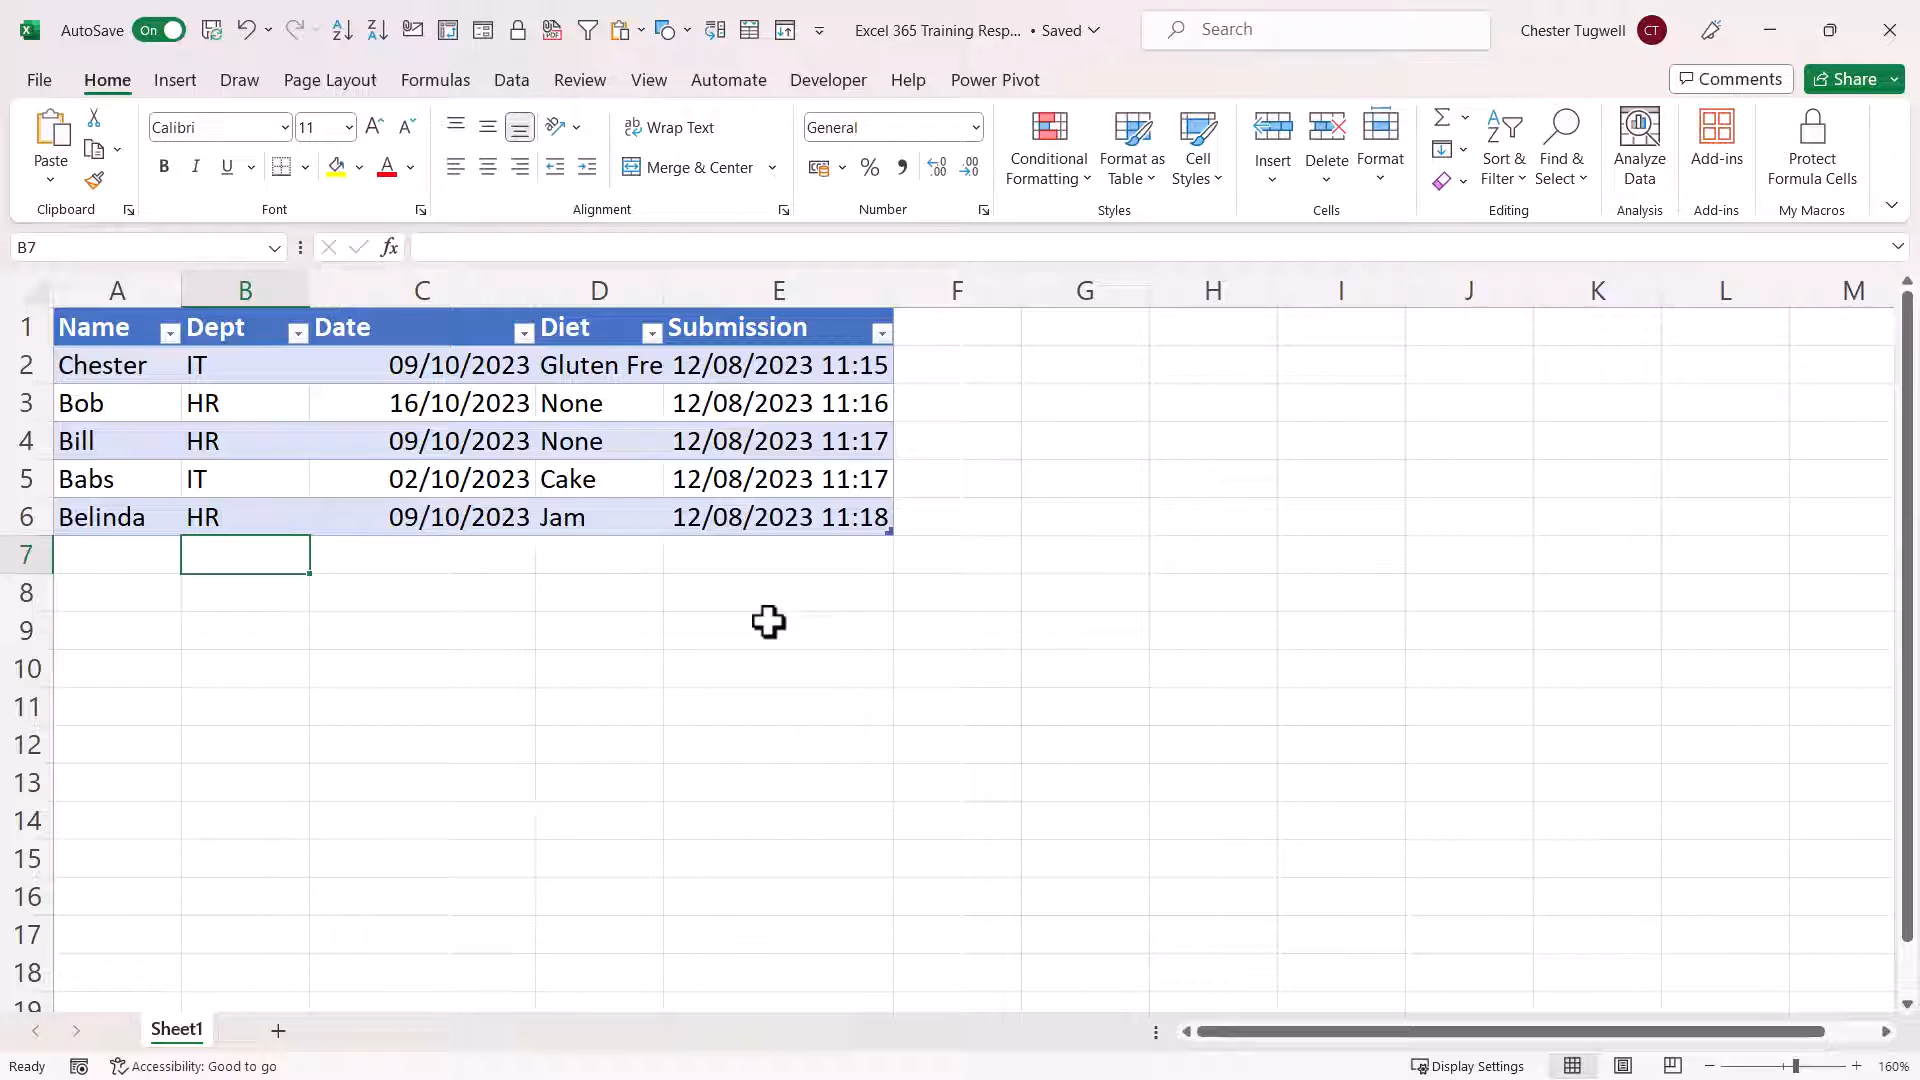 AutoSave On Excel 365 Training Resp... • Saved Search Chester Tugwell CT
File Home Insert Draw Page Layout Formulas Data Review View Automate Developer Help Power Pivot Comments Share
Paste Calibri 11 Wrap Text General Conditional Formatting Format as Table Cell Styles Insert Delete Format Sort & Filter Find & Select Analyze Data Add-ins Protect Formula Cells
B I U A Merge & Center % .00
Clipboard Font Alignment Number Styles Cells Editing Analysis Add-ins My Macros
B7 fx
A B C D E F G H I J K L M
1 Name Dept Date Diet Submission
2 Chester IT 09/10/2023 Gluten Fre 12/08/2023 11:15
3 Bob HR 16/10/2023 None 12/08/2023 11:16
4 Bill HR 09/10/2023 None 12/08/2023 11:17
5 Babs IT 02/10/2023 Cake 12/08/2023 11:17
6 Belinda HR 09/10/2023 Jam 12/08/2023 11:18
7
8
9
10
11
12
13
14
15
16
17
18
19
Sheet1
Ready Accessibility: Good to go Display Settings 160%